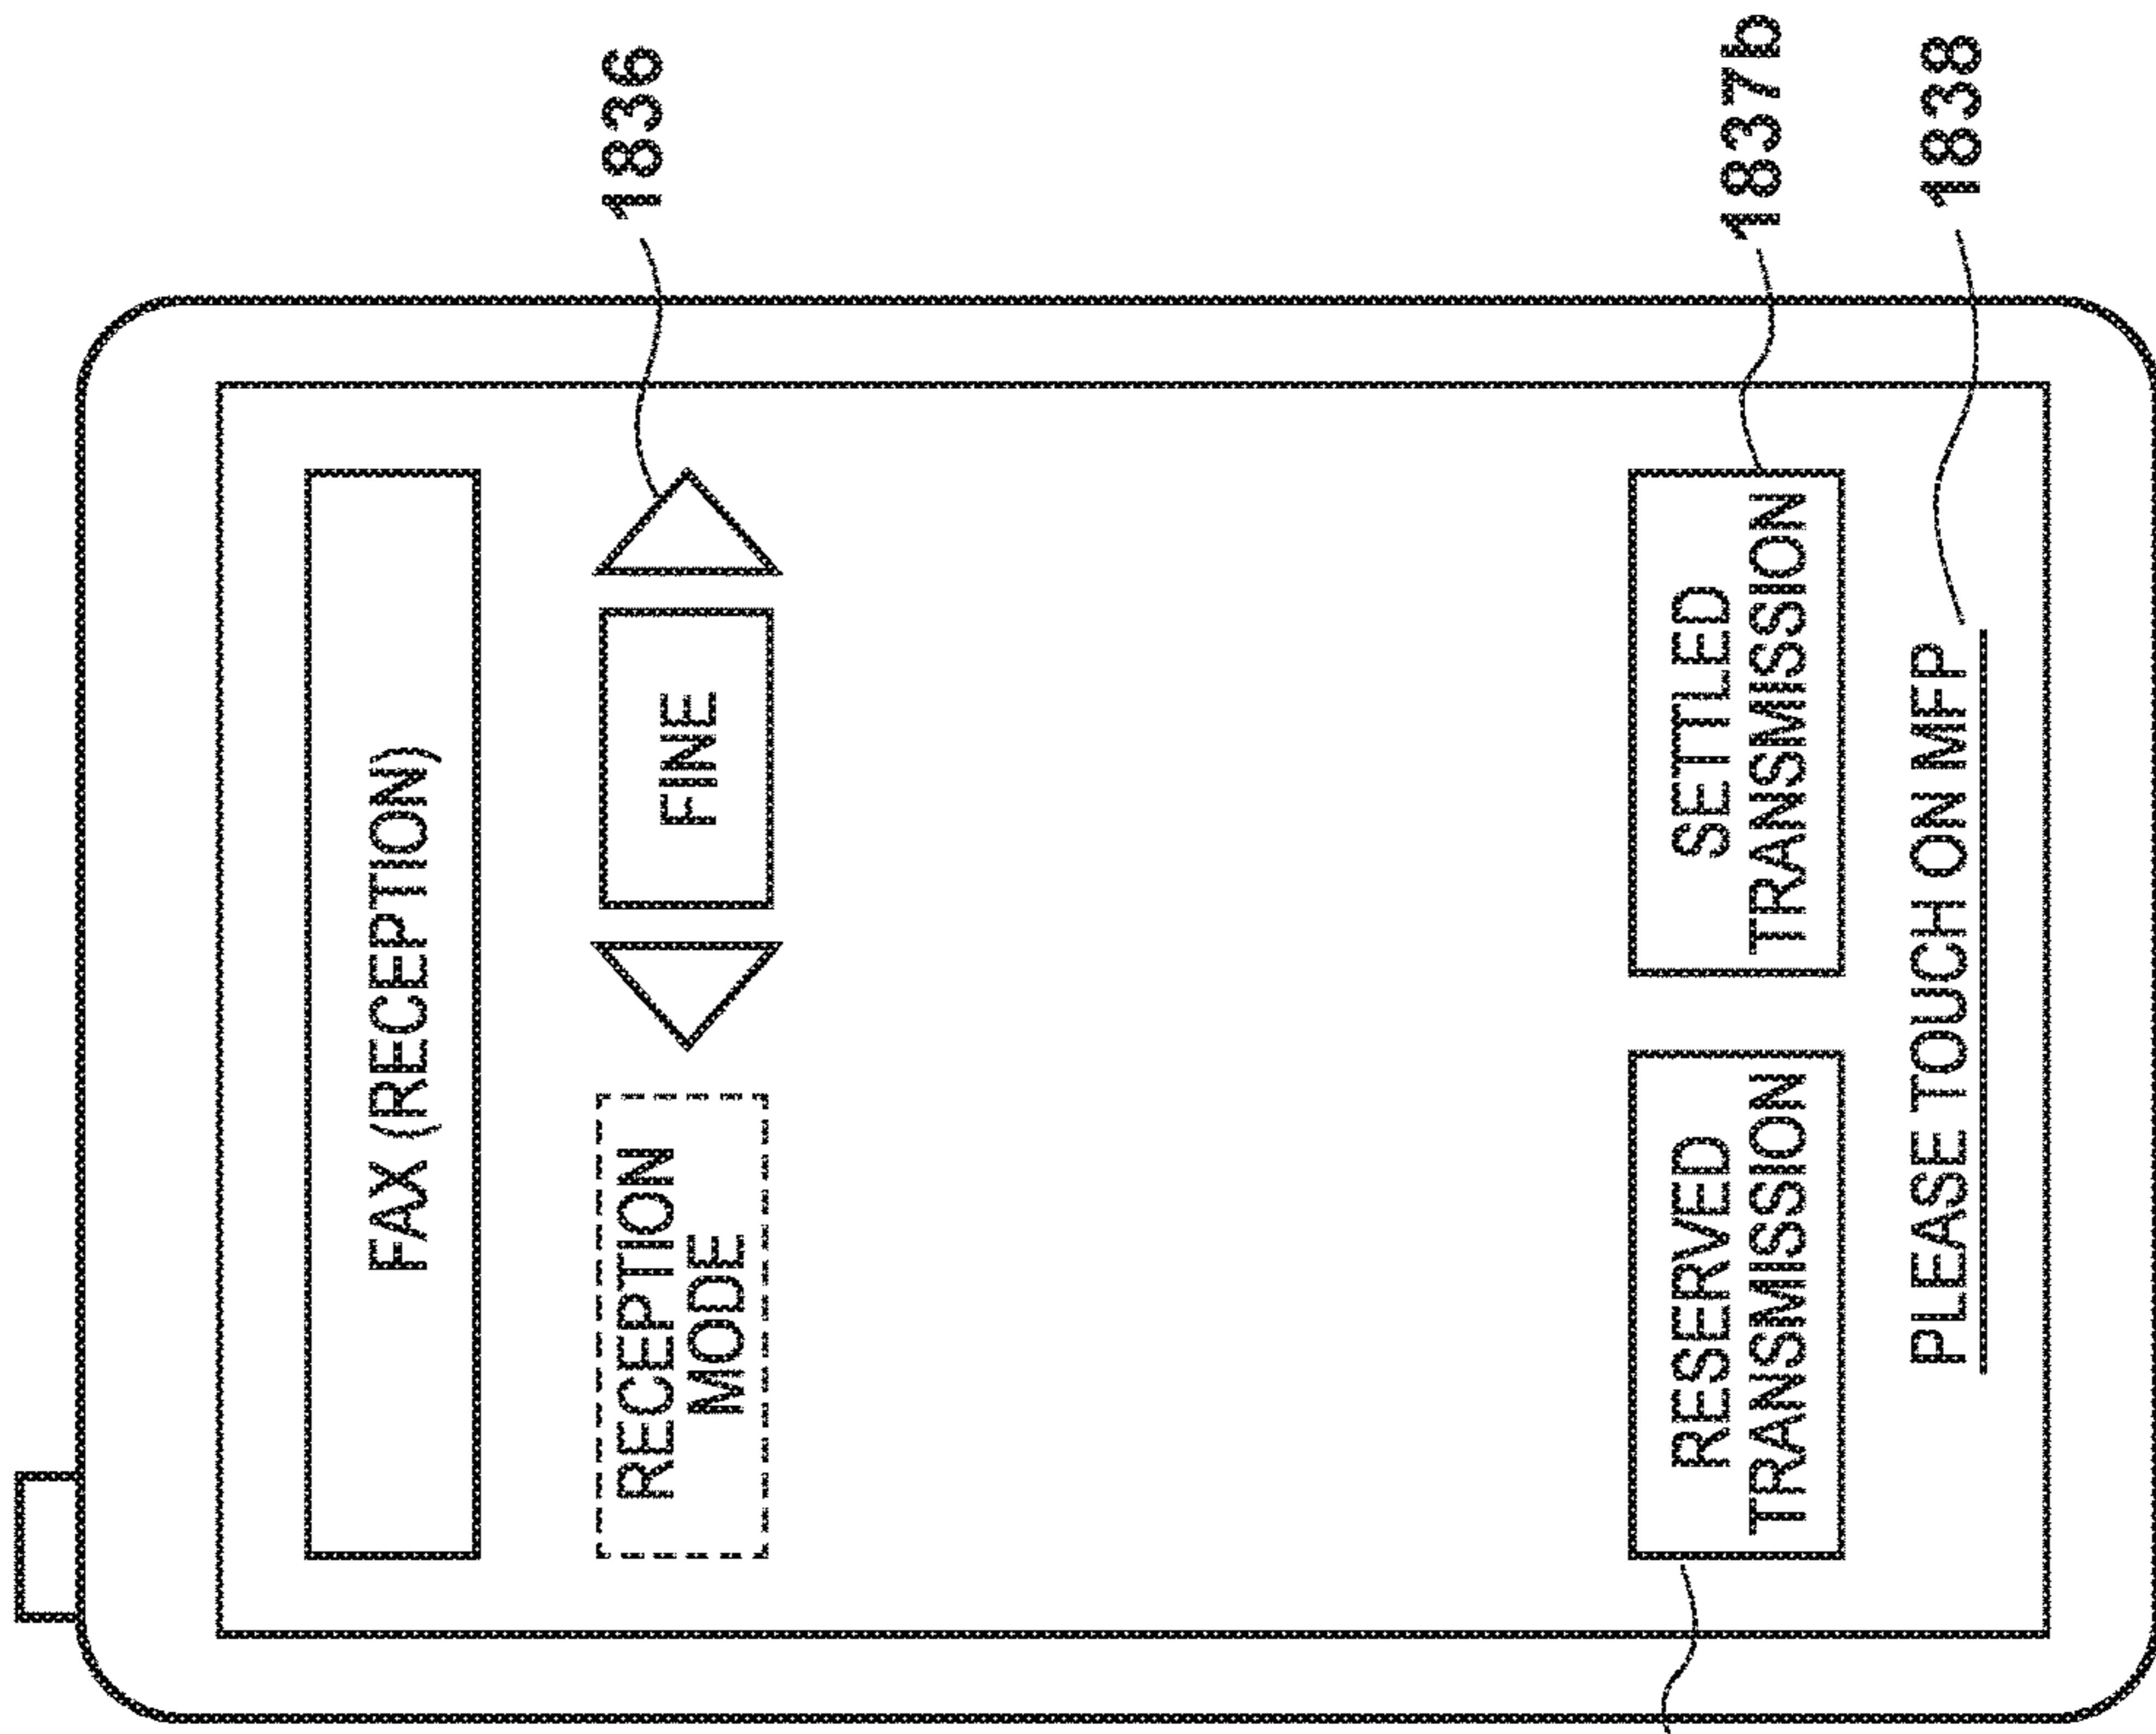 FAX (RECEPTION)
RECEPTION
MODE
FINE
1836
RESERVED
TRANSMISSION
SETTLED
TRANSMISSION
1837b
PLEASE TOUCH ON MFP
1838